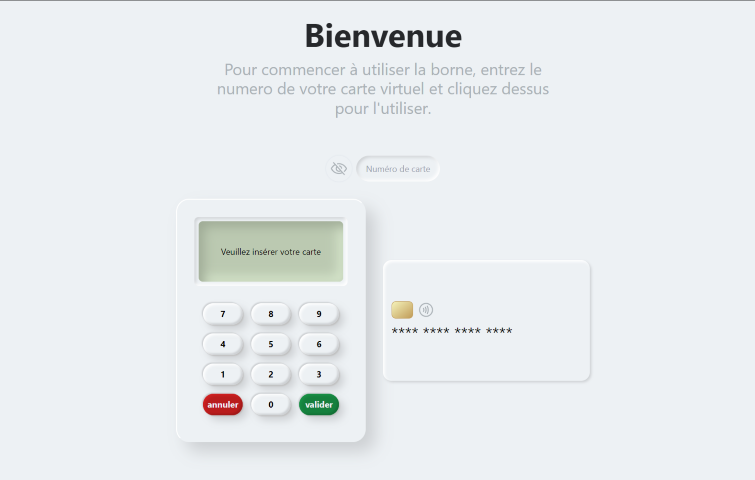 Bienvenue
Pour commencer à utiliser la borne, entrez le
numero de votre carte virtuel et cliquez dessus
pour l'utiliser.
Numéro de carte
Veuillez insérer votre carte
7 8 9
4 5 6
1 2 3
annuler 0 valider
**** **** **** ****